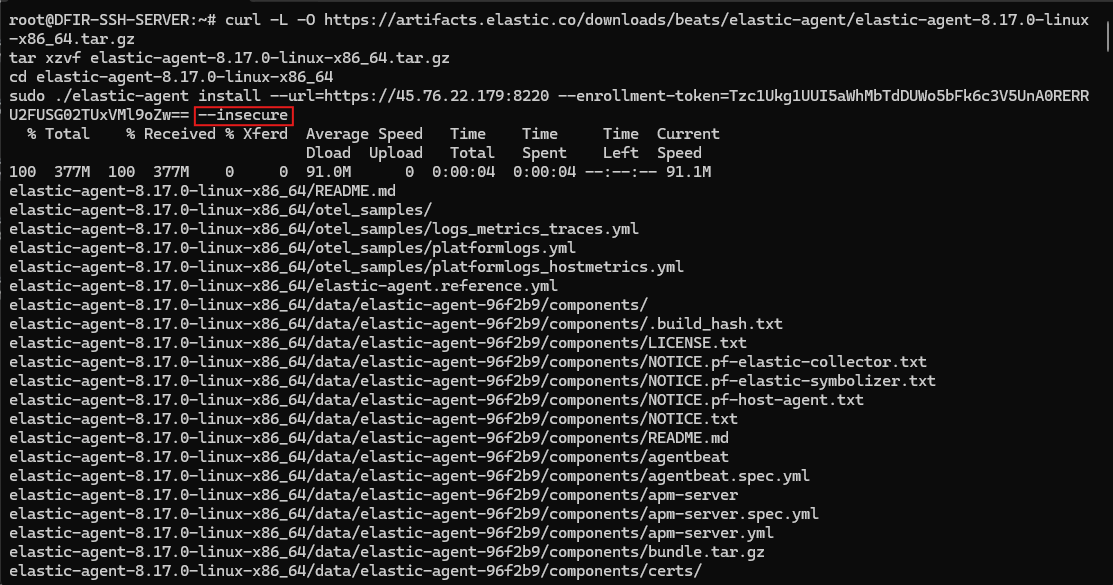 root@DFIR-SSH-SERVER:~# curl -L -O https://artifacts.elastic.co/downloads/beats/elastic-agent/elastic-agent-8.17.0-linux
-x86_64.tar.gz
tar xzvf elastic-agent-8.17.0-linux-x86_64.tar.gz
cd elastic-agent-8.17.0-linux-x86_64
sudo ./elastic-agent install --url=https://45.76.22.179:8220 --enrollment-token=Tzc1Ukg1UUI5aWhMbTdDUWo5bFk6c3V5UnA0RERR
U2FUSG02TUxVMl9oZw== --insecure
% Total % Received % Xferd Average Speed Time Time Time Current
Dload Upload Total Spent Left Speed
100 377M 100 377M 0 0 91.0M 0 0:00:04 0:00:04 --:--:-- 91.1M
elastic-agent-8.17.0-linux-x86_64/README.md
elastic-agent-8.17.0-linux-x86_64/otel_samples/
elastic-agent-8.17.0-linux-x86_64/otel_samples/logs_metrics_traces.yml
elastic-agent-8.17.0-linux-x86_64/otel_samples/platformlogs.yml
elastic-agent-8.17.0-linux-x86_64/otel_samples/platformlogs_hostmetrics.yml
elastic-agent-8.17.0-linux-x86_64/elastic-agent.reference.yml
elastic-agent-8.17.0-linux-x86_64/data/elastic-agent-96f2b9/components/
elastic-agent-8.17.0-linux-x86_64/data/elastic-agent-96f2b9/components/.build_hash.txt
elastic-agent-8.17.0-linux-x86_64/data/elastic-agent-96f2b9/components/LICENSE.txt
elastic-agent-8.17.0-linux-x86_64/data/elastic-agent-96f2b9/components/NOTICE.pf-elastic-collector.txt
elastic-agent-8.17.0-linux-x86_64/data/elastic-agent-96f2b9/components/NOTICE.pf-elastic-symbolizer.txt
elastic-agent-8.17.0-linux-x86_64/data/elastic-agent-96f2b9/components/NOTICE.pf-host-agent.txt
elastic-agent-8.17.0-linux-x86_64/data/elastic-agent-96f2b9/components/NOTICE.txt
elastic-agent-8.17.0-linux-x86_64/data/elastic-agent-96f2b9/components/README.md
elastic-agent-8.17.0-linux-x86_64/data/elastic-agent-96f2b9/components/agentbeat
elastic-agent-8.17.0-linux-x86_64/data/elastic-agent-96f2b9/components/agentbeat.spec.yml
elastic-agent-8.17.0-linux-x86_64/data/elastic-agent-96f2b9/components/apm-server
elastic-agent-8.17.0-linux-x86_64/data/elastic-agent-96f2b9/components/apm-server.spec.yml
elastic-agent-8.17.0-linux-x86_64/data/elastic-agent-96f2b9/components/apm-server.yml
elastic-agent-8.17.0-linux-x86_64/data/elastic-agent-96f2b9/components/bundle.tar.gz
elastic-agent-8.17.0-linux-x86_64/data/elastic-agent-96f2b9/components/certs/